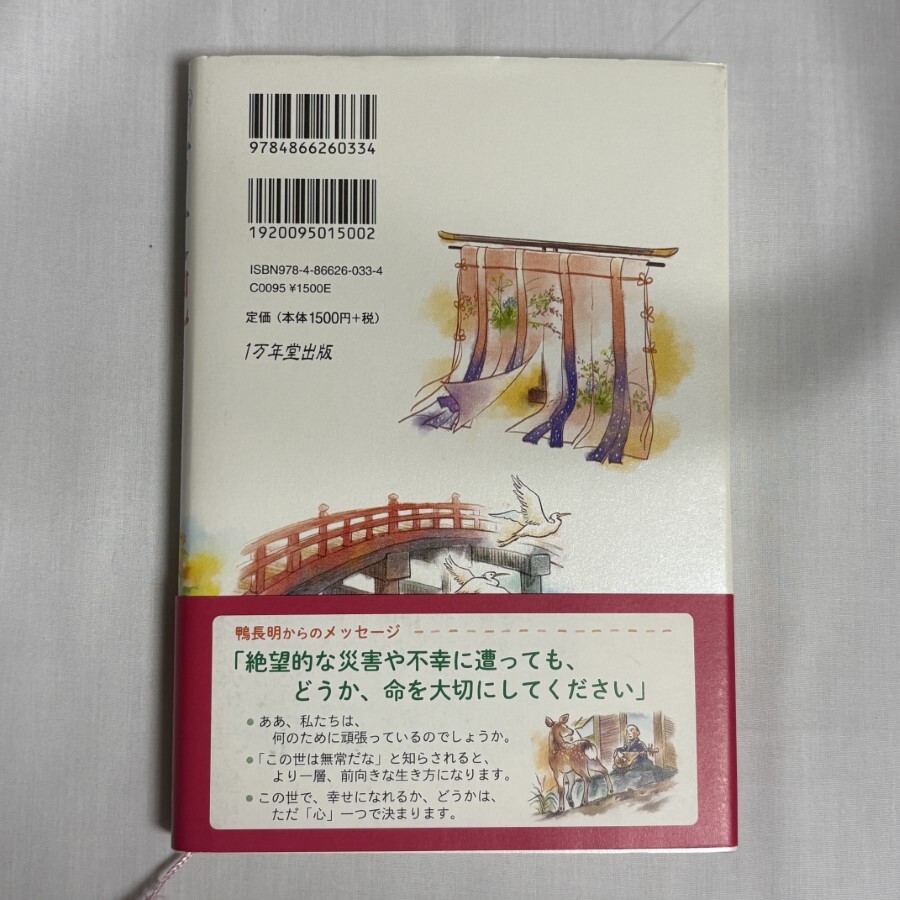 9784866260334
1920095015002
ISBN978-4-86626-033-4
C0095 ¥1500E
定価（本体1500円+税）
1万年堂出版
鴨長明からのメッセージ
「絶望的な災害や不幸に遭っても、
どうか、命を大切にしてください」
● ああ、私たちは、
何のために頑張っているのでしょうか。
● 「この世は無常だな」と知らされると、
より一層、前向きな生き方になります。
● この世で、幸せになれるか、どうかは、
ただ「心」一つで決まります。